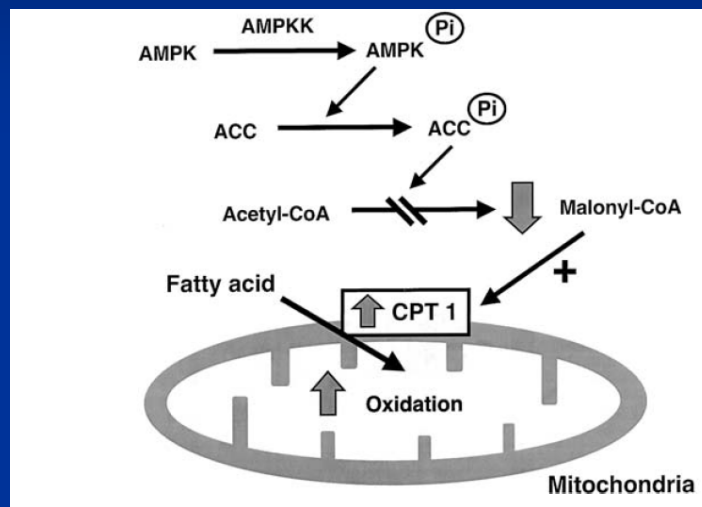 AMPKK
Pi
AMPK
AMPK
Pi
ACC
ACC
Acetyl-CoA
Malonyl-CoA
+
Fatty acid
CPT 1
Oxidation
Mitochondria